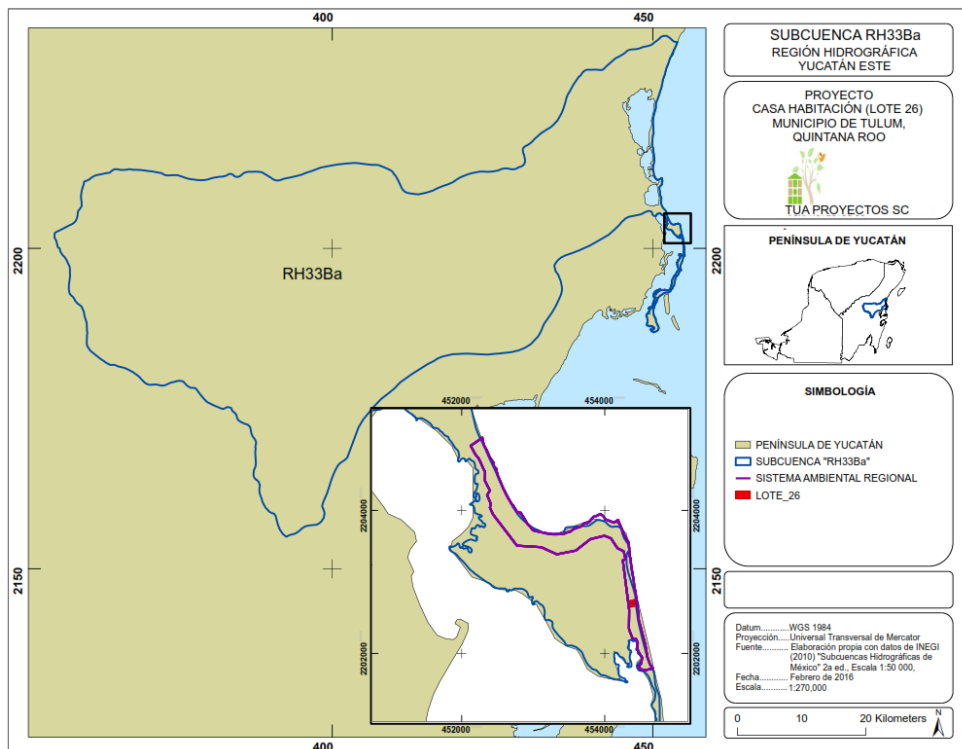 400
450
2200
2150
RH33Ba
2200
2150
400
450
452000
454000
2204000
2202000
2204000
2202000
452000
454000
SUBCUENCA RH33Ba
REGIÓN HIDROGRÁFICA
YUCATÁN ESTE
PROYECTO
CASA HABITACIÓN (LOTE 26)
MUNICIPIO DE TULUM,
QUINTANA ROO
TUA PROYECTOS SC
PENÍNSULA DE YUCATÁN
SIMBOLOGÍA
PENÍNSULA DE YUCATÁN
SUBCUENCA "RH33Ba"
SISTEMA AMBIENTAL REGIONAL
LOTE_26
Datum...........WGS 1984
Proyección.....Universal Transversal de Mercator
Fuente.......... Elaboración propia con datos de INEGI
(2010) "Subcuencas Hidrográficas de
México" 2a ed., Escala 1:50 000,
Fecha........... Febrero de 2016
Escala.......... 1:270,000
0 10 20 Kilometers
N